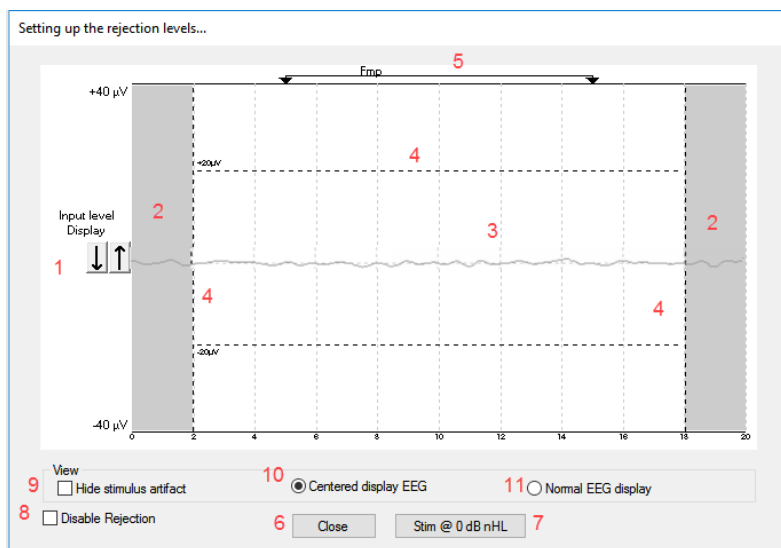 Setting up the rejection levels...
5
Fmp
+40 µV
+20µV
4
2
3
2
Input level
Display
1
↓ ↑
4
4
-20µV
-40 µV
0 2 4 6 8 10 12 14 16 18 20
View
9 Hide stimulus artifact 10 Centered display EEG 11 Normal EEG display
8 Disable Rejection 6 Close Stim @ 0 dB nHL 7